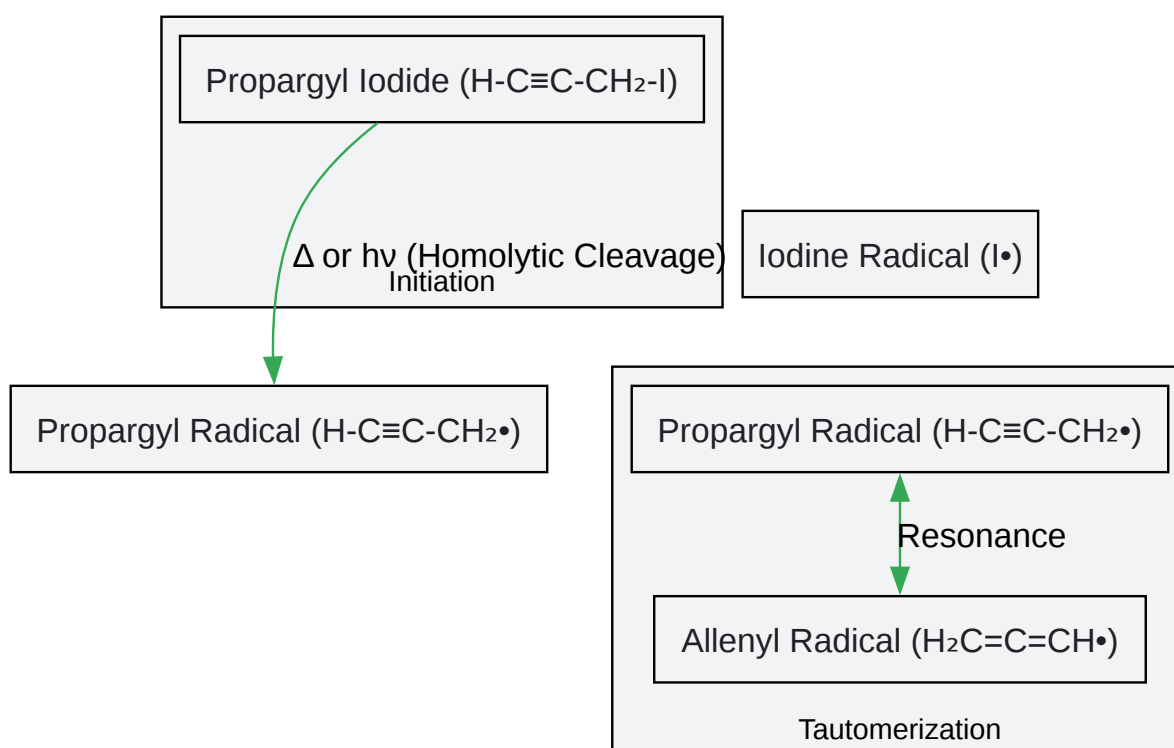 Propargyl Iodide (H-C≡C-CH₂-I)
Δ or hν (Homolytic Cleavage)
Initiation
Iodine Radical (I•)
Propargyl Radical (H-C≡C-CH₂•)
Propargyl Radical (H-C≡C-CH₂•)
Resonance
Allenyl Radical (H₂C=C=CH•)
Tautomerization